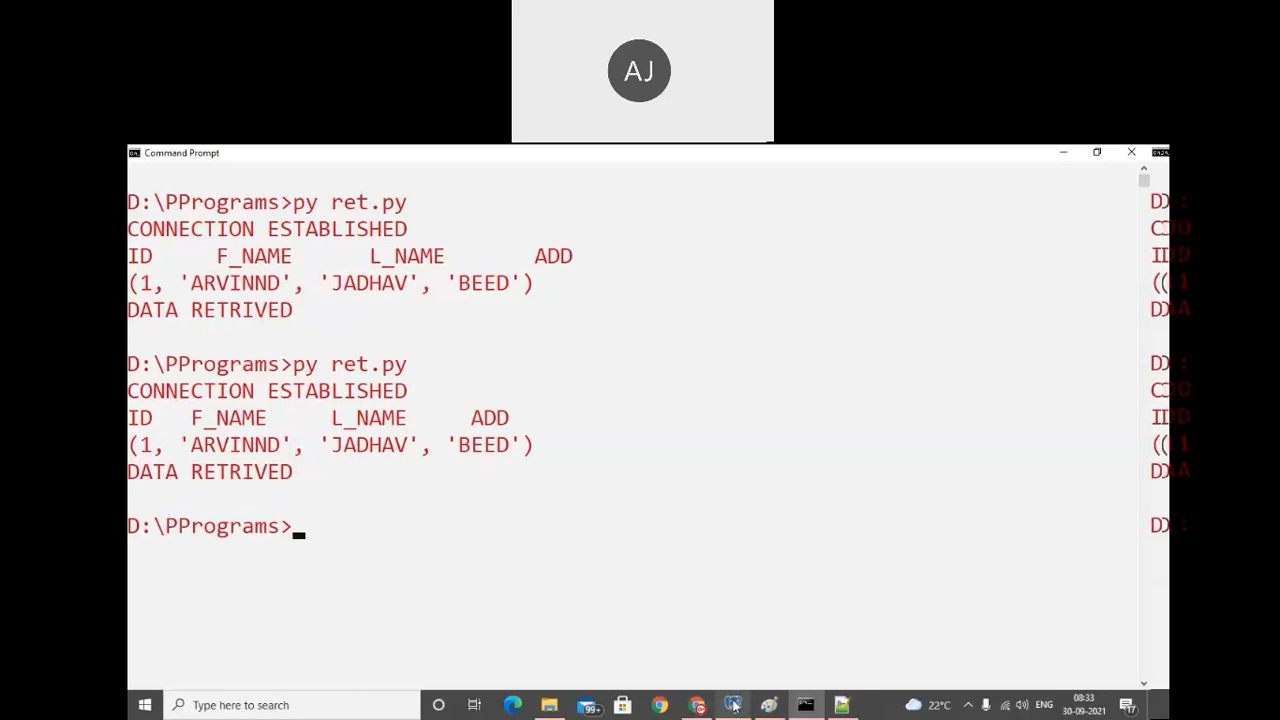 AJ
Command Prompt
D:\PPrograms>py ret.py
CONNECTION ESTABLISHED
ID     F_NAME      L_NAME       ADD
(1, 'ARVINND', 'JADHAV', 'BEED')
DATA RETRIVED
D:\PPrograms>py ret.py
CONNECTION ESTABLISHED
ID   F_NAME     L_NAME     ADD
(1, 'ARVINND', 'JADHAV', 'BEED')
DATA RETRIVED
D:\PPrograms>
Type here to search
99+
22°C
ENG
08:33
30-09-2021
17